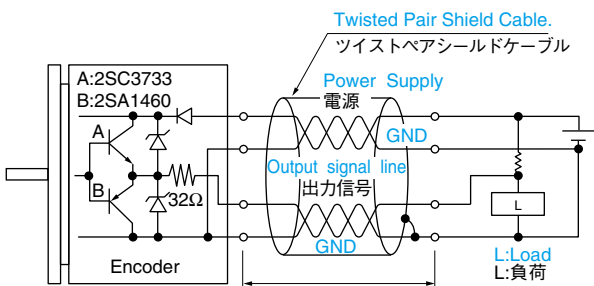 Twisted Pair Shield Cable.
ツイストペアシールドケーブル
A:2SC3733
B:2SA1460
Power Supply
電源
A
GND
Output signal line
出力信号
B
32Ω
L
GND
Encoder
L:Load
L:負荷